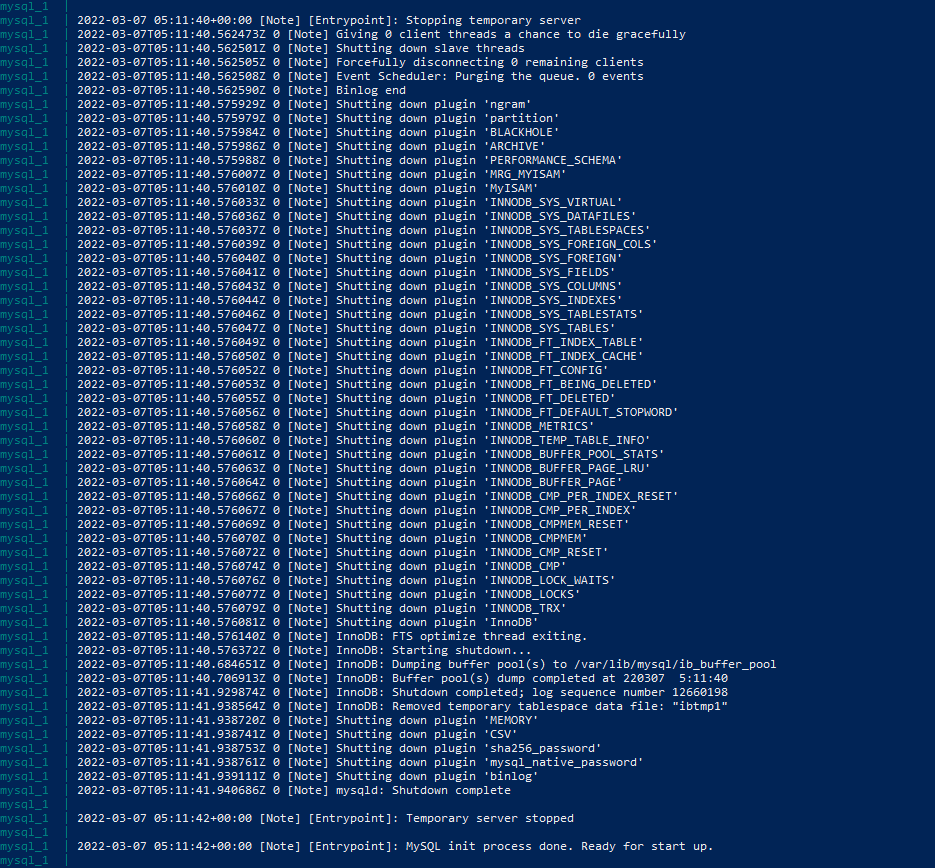 mysql_1 |
mysql_1 | 2022-03-07 05:11:40+00:00 [Note] [Entrypoint]: Stopping temporary server
mysql_1 | 2022-03-07T05:11:40.562473Z 0 [Note] Giving 0 client threads a chance to die gracefully
mysql_1 | 2022-03-07T05:11:40.562501Z 0 [Note] Shutting down slave threads
mysql_1 | 2022-03-07T05:11:40.562505Z 0 [Note] Forcefully disconnecting 0 remaining clients
mysql_1 | 2022-03-07T05:11:40.562508Z 0 [Note] Event Scheduler: Purging the queue. 0 events
mysql_1 | 2022-03-07T05:11:40.562590Z 0 [Note] Binlog end
mysql_1 | 2022-03-07T05:11:40.575929Z 0 [Note] Shutting down plugin 'ngram'
mysql_1 | 2022-03-07T05:11:40.575979Z 0 [Note] Shutting down plugin 'partition'
mysql_1 | 2022-03-07T05:11:40.575984Z 0 [Note] Shutting down plugin 'BLACKHOLE'
mysql_1 | 2022-03-07T05:11:40.575986Z 0 [Note] Shutting down plugin 'ARCHIVE'
mysql_1 | 2022-03-07T05:11:40.575988Z 0 [Note] Shutting down plugin 'PERFORMANCE_SCHEMA'
mysql_1 | 2022-03-07T05:11:40.576007Z 0 [Note] Shutting down plugin 'MRG_MYISAM'
mysql_1 | 2022-03-07T05:11:40.576010Z 0 [Note] Shutting down plugin 'MyISAM'
mysql_1 | 2022-03-07T05:11:40.576033Z 0 [Note] Shutting down plugin 'INNODB_SYS_VIRTUAL'
mysql_1 | 2022-03-07T05:11:40.576036Z 0 [Note] Shutting down plugin 'INNODB_SYS_DATAFILES'
mysql_1 | 2022-03-07T05:11:40.576037Z 0 [Note] Shutting down plugin 'INNODB_SYS_TABLESPACES'
mysql_1 | 2022-03-07T05:11:40.576039Z 0 [Note] Shutting down plugin 'INNODB_SYS_FOREIGN_COLS'
mysql_1 | 2022-03-07T05:11:40.576040Z 0 [Note] Shutting down plugin 'INNODB_SYS_FOREIGN'
mysql_1 | 2022-03-07T05:11:40.576041Z 0 [Note] Shutting down plugin 'INNODB_SYS_FIELDS'
mysql_1 | 2022-03-07T05:11:40.576043Z 0 [Note] Shutting down plugin 'INNODB_SYS_COLUMNS'
mysql_1 | 2022-03-07T05:11:40.576044Z 0 [Note] Shutting down plugin 'INNODB_SYS_INDEXES'
mysql_1 | 2022-03-07T05:11:40.576046Z 0 [Note] Shutting down plugin 'INNODB_SYS_TABLESTATS'
mysql_1 | 2022-03-07T05:11:40.576047Z 0 [Note] Shutting down plugin 'INNODB_SYS_TABLES'
mysql_1 | 2022-03-07T05:11:40.576049Z 0 [Note] Shutting down plugin 'INNODB_FT_INDEX_TABLE'
mysql_1 | 2022-03-07T05:11:40.576050Z 0 [Note] Shutting down plugin 'INNODB_FT_INDEX_CACHE'
mysql_1 | 2022-03-07T05:11:40.576052Z 0 [Note] Shutting down plugin 'INNODB_FT_CONFIG'
mysql_1 | 2022-03-07T05:11:40.576053Z 0 [Note] Shutting down plugin 'INNODB_FT_BEING_DELETED'
mysql_1 | 2022-03-07T05:11:40.576055Z 0 [Note] Shutting down plugin 'INNODB_FT_DELETED'
mysql_1 | 2022-03-07T05:11:40.576056Z 0 [Note] Shutting down plugin 'INNODB_FT_DEFAULT_STOPWORD'
mysql_1 | 2022-03-07T05:11:40.576058Z 0 [Note] Shutting down plugin 'INNODB_METRICS'
mysql_1 | 2022-03-07T05:11:40.576060Z 0 [Note] Shutting down plugin 'INNODB_TEMP_TABLE_INFO'
mysql_1 | 2022-03-07T05:11:40.576061Z 0 [Note] Shutting down plugin 'INNODB_BUFFER_POOL_STATS'
mysql_1 | 2022-03-07T05:11:40.576063Z 0 [Note] Shutting down plugin 'INNODB_BUFFER_PAGE_LRU'
mysql_1 | 2022-03-07T05:11:40.576064Z 0 [Note] Shutting down plugin 'INNODB_BUFFER_PAGE'
mysql_1 | 2022-03-07T05:11:40.576066Z 0 [Note] Shutting down plugin 'INNODB_CMP_PER_INDEX_RESET'
mysql_1 | 2022-03-07T05:11:40.576067Z 0 [Note] Shutting down plugin 'INNODB_CMP_PER_INDEX'
mysql_1 | 2022-03-07T05:11:40.576069Z 0 [Note] Shutting down plugin 'INNODB_CMPMEM_RESET'
mysql_1 | 2022-03-07T05:11:40.576070Z 0 [Note] Shutting down plugin 'INNODB_CMPMEM'
mysql_1 | 2022-03-07T05:11:40.576072Z 0 [Note] Shutting down plugin 'INNODB_CMP_RESET'
mysql_1 | 2022-03-07T05:11:40.576074Z 0 [Note] Shutting down plugin 'INNODB_CMP'
mysql_1 | 2022-03-07T05:11:40.576076Z 0 [Note] Shutting down plugin 'INNODB_LOCK_WAITS'
mysql_1 | 2022-03-07T05:11:40.576077Z 0 [Note] Shutting down plugin 'INNODB_LOCKS'
mysql_1 | 2022-03-07T05:11:40.576079Z 0 [Note] Shutting down plugin 'INNODB_TRX'
mysql_1 | 2022-03-07T05:11:40.576081Z 0 [Note] Shutting down plugin 'InnoDB'
mysql_1 | 2022-03-07T05:11:40.576140Z 0 [Note] InnoDB: FTS optimize thread exiting.
mysql_1 | 2022-03-07T05:11:40.576372Z 0 [Note] InnoDB: Starting shutdown...
mysql_1 | 2022-03-07T05:11:40.684651Z 0 [Note] InnoDB: Dumping buffer pool(s) to /var/lib/mysql/ib_buffer_pool
mysql_1 | 2022-03-07T05:11:40.706913Z 0 [Note] InnoDB: Buffer pool(s) dump completed at 220307  5:11:40
mysql_1 | 2022-03-07T05:11:41.929874Z 0 [Note] InnoDB: Shutdown completed; log sequence number 12660198
mysql_1 | 2022-03-07T05:11:41.938564Z 0 [Note] InnoDB: Removed temporary tablespace data file: "ibtmp1"
mysql_1 | 2022-03-07T05:11:41.938720Z 0 [Note] Shutting down plugin 'MEMORY'
mysql_1 | 2022-03-07T05:11:41.938741Z 0 [Note] Shutting down plugin 'CSV'
mysql_1 | 2022-03-07T05:11:41.938753Z 0 [Note] Shutting down plugin 'sha256_password'
mysql_1 | 2022-03-07T05:11:41.938761Z 0 [Note] Shutting down plugin 'mysql_native_password'
mysql_1 | 2022-03-07T05:11:41.939111Z 0 [Note] Shutting down plugin 'binlog'
mysql_1 | 2022-03-07T05:11:41.940686Z 0 [Note] mysqld: Shutdown complete
mysql_1 |
mysql_1 | 2022-03-07 05:11:42+00:00 [Note] [Entrypoint]: Temporary server stopped
mysql_1 |
mysql_1 | 2022-03-07 05:11:42+00:00 [Note] [Entrypoint]: MySQL init process done. Ready for start up.
mysql_1 |